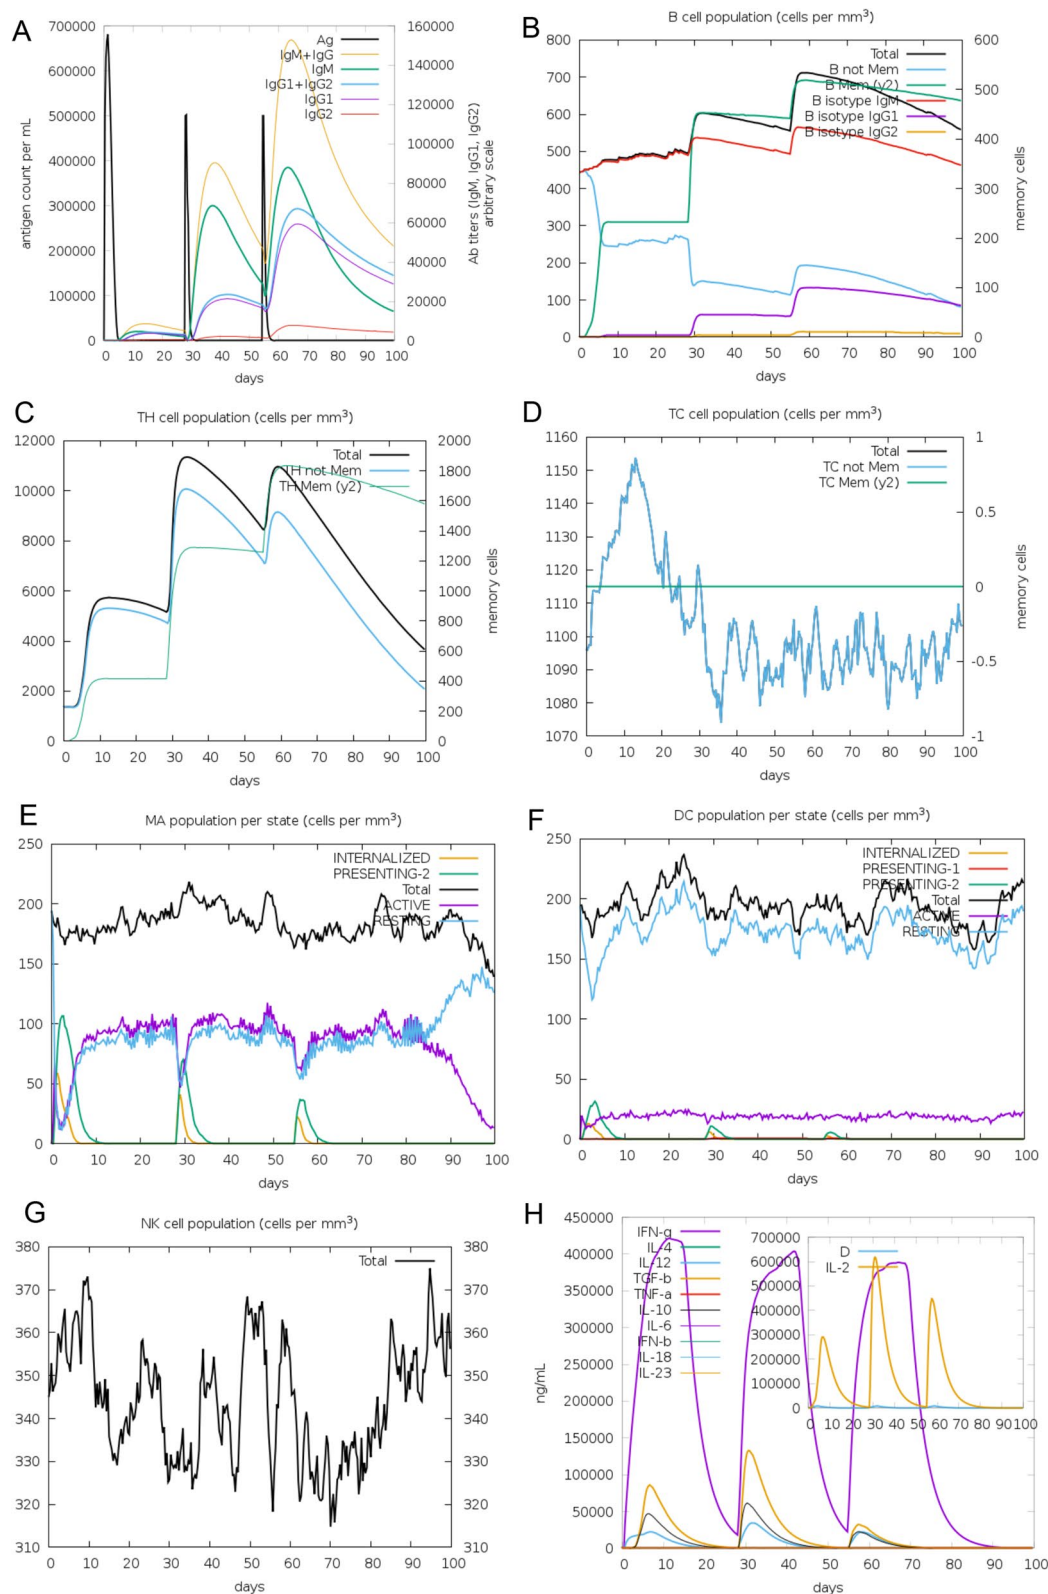 A
700000
600000
500000
400000
300000
200000
100000
0
antigen count per mL
160000
140000
120000
100000
80000
60000
40000
20000
0
Ab titers (IgM, IgG1, IgG2)
arbitrary scale
Ag
IgM+IgG
IgM
IgG1+IgG2
IgG1
IgG2
0 10 20 30 40 50 60 70 80 90 100
days
B
B cell population (cells per mm³)
800
700
600
500
400
300
200
100
0
600
500
400
300
200
100
0
memory cells
Total
B not Mem
B Mem (y2)
B isotype IgM
B isotype IgG1
B isotype IgG2
0 10 20 30 40 50 60 70 80 90 100
days
C
TH cell population (cells per mm³)
12000
10000
8000
6000
4000
2000
0
2000
1800
1600
1400
1200
1000
800
600
400
200
0
memory cells
Total
TH not Mem
TH Mem (y2)
0 10 20 30 40 50 60 70 80 90 100
days
D
TC cell population (cells per mm³)
1160
1150
1140
1130
1120
1110
1100
1090
1080
1070
1
0.5
0
-0.5
-1
memory cells
Total
TC not Mem
TC Mem (y2)
0 10 20 30 40 50 60 70 80 90 100
days
E
MA population per state (cells per mm³)
250
200
150
100
50
0
INTERNALIZED
PRESENTING-2
Total
ACTIVE
RESTING
0 10 20 30 40 50 60 70 80 90 100
days
F
DC population per state (cells per mm³)
250
200
150
100
50
0
INTERNALIZED
PRESENTING-1
PRESENTING-2
Total
ACTIVE
RESTING
0 10 20 30 40 50 60 70 80 90 100
days
G
NK cell population (cells per mm³)
380
370
360
350
340
330
320
310
380
370
360
350
340
330
320
310
Total
0 10 20 30 40 50 60 70 80 90 100
days
H
450000
400000
350000
300000
250000
200000
150000
100000
50000
0
ng/mL
IFN-g
IL-4
IL-12
TGF-b
TNF-a
IL-10
IL-6
IFN-b
IL-18
IL-23
700000
600000
500000
400000
300000
200000
100000
0
D
IL-2
0 10 20 30 40 50 60 70 80 90 100
0 10 20 30 40 50 60 70 80 90 100
days